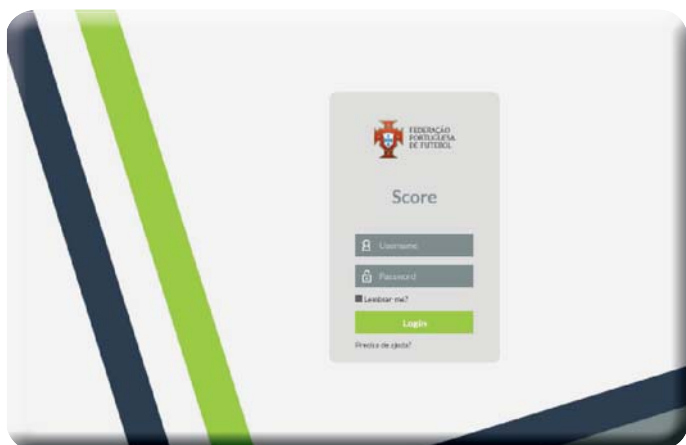 FEDERAÇÃO
PORTUGUESA
DE FUTEBOL
Score
Username
Password
Lembrar-me?
Login
Precisa de ajuda?